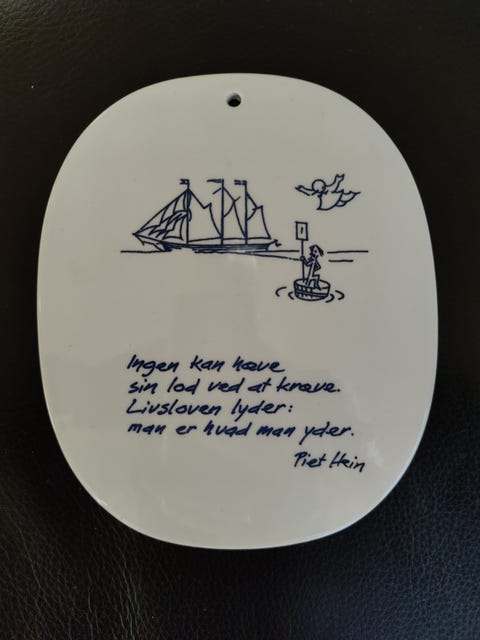 Ingen kan hæve
sin lod ved at kræve.
Livsloven lyder:
man er hvad man yder.
Piet Hein